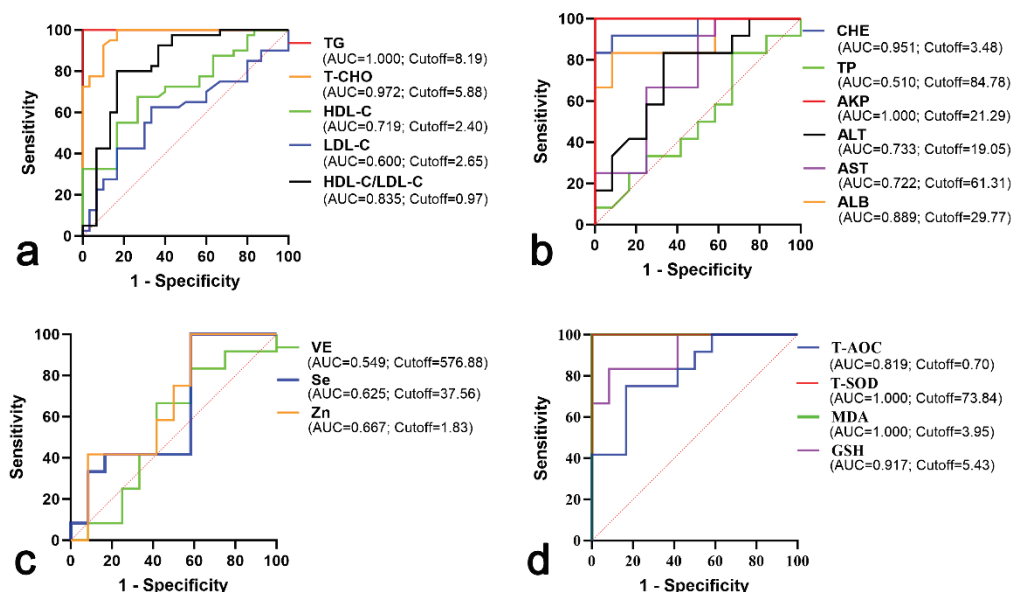 a
Sensitivity
100
80
60
40
20
0
0 20 40 60 80 100
1 - Specificity
TG
(AUC=1.000; Cutoff=8.19)
T-CHO
(AUC=0.972; Cutoff=5.88)
HDL-C
(AUC=0.719; Cutoff=2.40)
LDL-C
(AUC=0.600; Cutoff=2.65)
HDL-C/LDL-C
(AUC=0.835; Cutoff=0.97)
b
Sensitivity
100
80
60
40
20
0
0 20 40 60 80 100
1 - Specificity
CHE
(AUC=0.951; Cutoff=3.48)
TP
(AUC=0.510; Cutoff=84.78)
AKP
(AUC=1.000; Cutoff=21.29)
ALT
(AUC=0.733; Cutoff=19.05)
AST
(AUC=0.722; Cutoff=61.31)
ALB
(AUC=0.889; Cutoff=29.77)
c
Sensitivity
100
80
60
40
20
0
0 20 40 60 80 100
1 - Specificity
VE
(AUC=0.549; Cutoff=576.88)
Se
(AUC=0.625; Cutoff=37.56)
Zn
(AUC=0.667; Cutoff=1.83)
d
Sensitivity
100
80
60
40
20
0
0 20 40 60 80 100
1 - Specificity
T-AOC
(AUC=0.819; Cutoff=0.70)
T-SOD
(AUC=1.000; Cutoff=73.84)
MDA
(AUC=1.000; Cutoff=3.95)
GSH
(AUC=0.917; Cutoff=5.43)